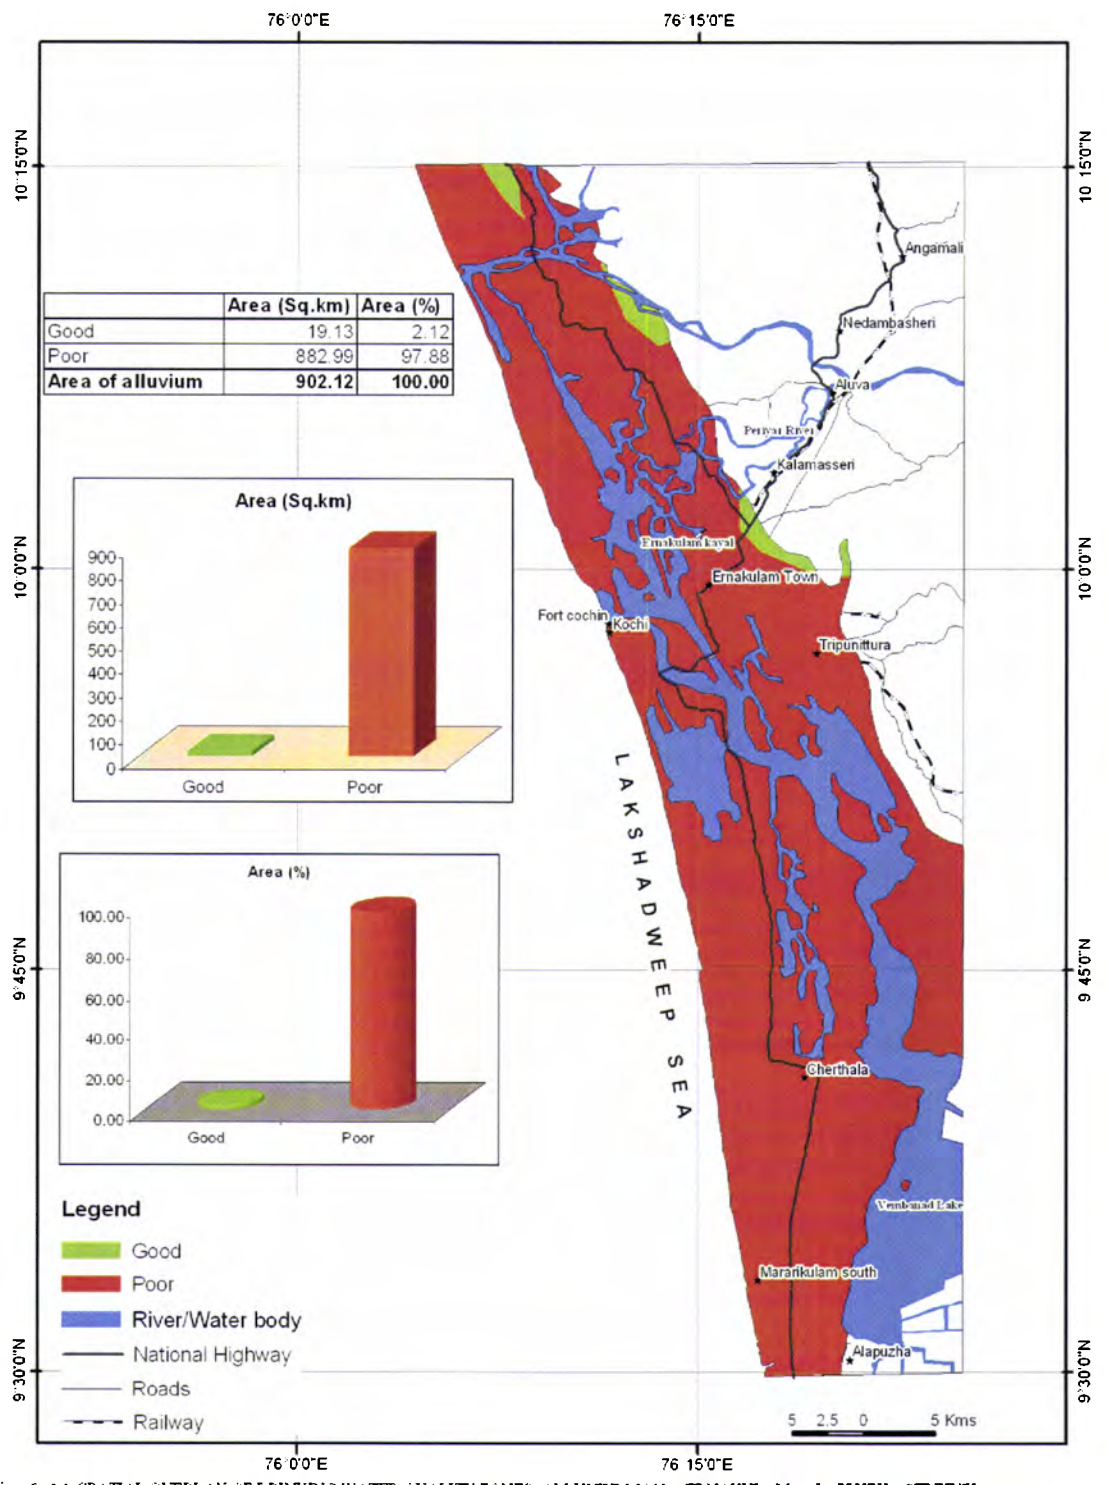 76°0'0"E 76°15'0"E
10°15'0"N 10°15'0"N
Angamali
Area (Sq.km) Area (%)
Good 19.13 2.12
Poor 882.99 97.88
Area of alluvium 902.12 100.00
Nedambasheri
Aluva
Periyar River
Kalamasseri
Area (Sq.km)
900
800
700
600
500
400
300
200
100
0
Good Poor
Ernakulam kayal
10°0'0"N 10°0'0"N
Ernakulam Town
Fort cochin
Kochi
Tripunittura
LAKSHADWEEP SEA
Area (%)
100.00
80.00
60.00
40.00
20.00
0.00
Good Poor
9°45'0"N 9°45'0"N
Cherthala
Vembanad Lake
Mararikulam south
Alapuzha
Legend
Good
Poor
River/Water body
National Highway
Roads
Railway
9°30'0"N 9°30'0"N
5 2.5 0 5 Kms
76°0'0"E 76°15'0"E